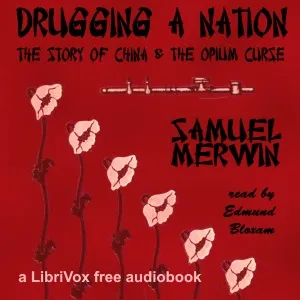 DRUGGING A NATION
THE STORY OF CHINA & THE OPIUM CURSE
SAMUEL
MERWIN
read by
Edmund
Bloxam
a LibriVox free audiobook